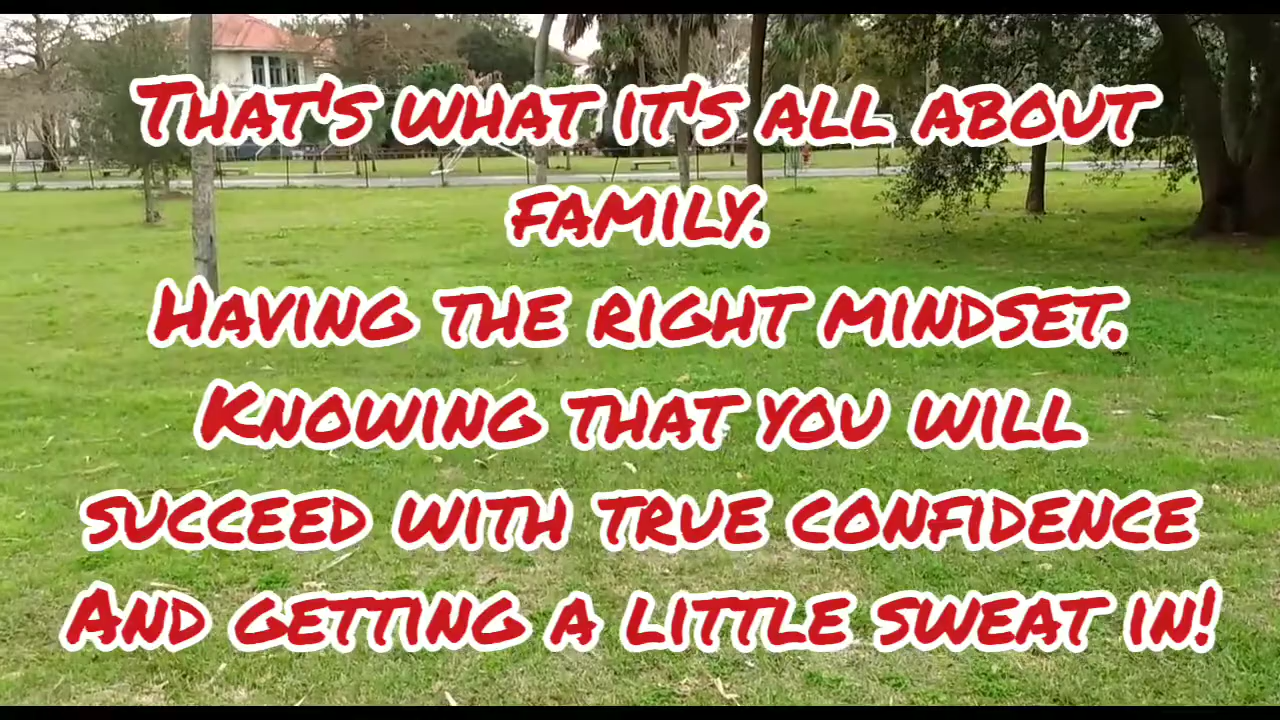 That's what it's all about
family.
Having the right mindset.
Knowing that you will
succeed with true confidence
And getting a little sweat in!